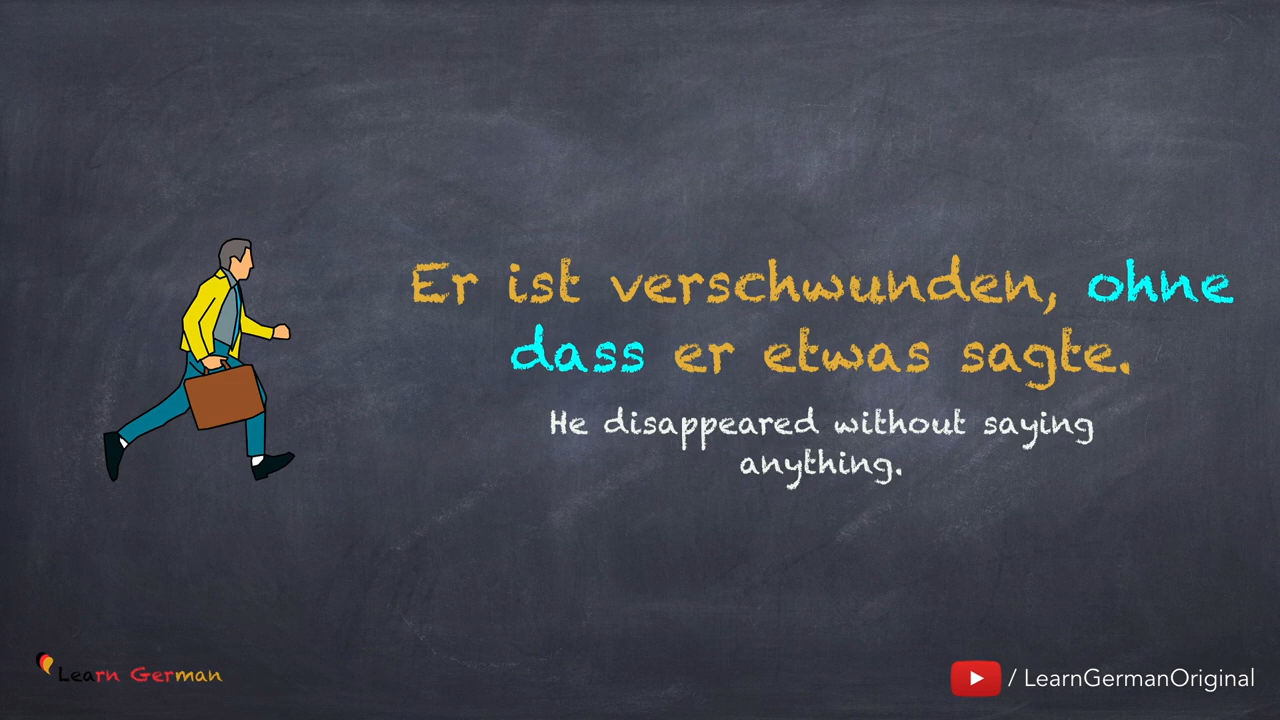 Er ist verschwunden, ohne
dass er etwas sagte.
He disappeared without saying
anything.
Learn German
/ LearnGermanOriginal